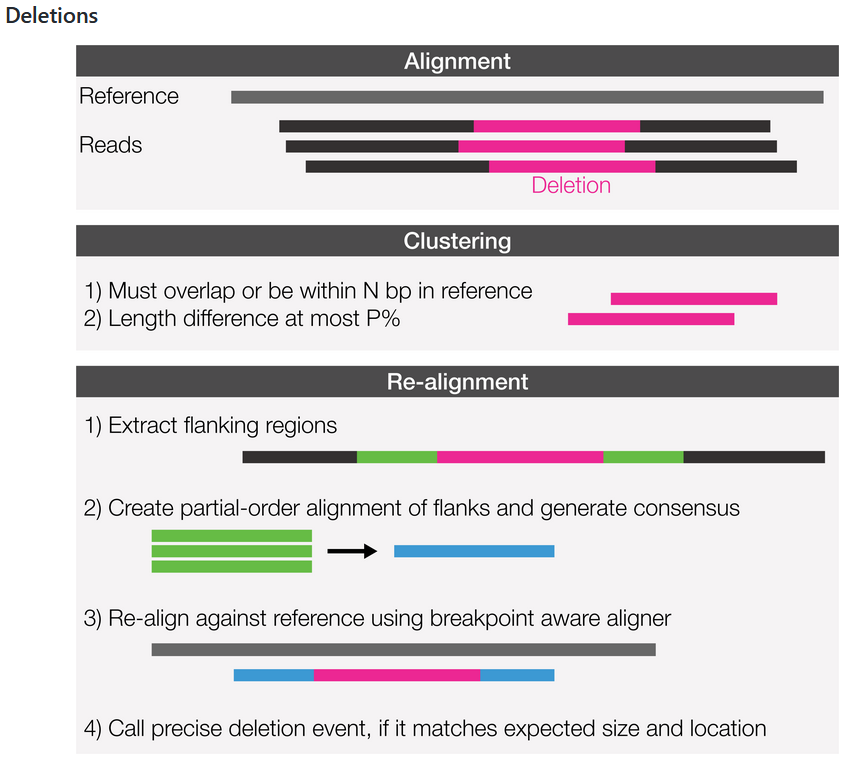 Deletions
Alignment
Reference
Reads
Deletion
Clustering
1) Must overlap or be within N bp in reference
2) Length difference at most P%
Re-alignment
1) Extract flanking regions
2) Create partial-order alignment of flanks and generate consensus
3) Re-align against reference using breakpoint aware aligner
4) Call precise deletion event, if it matches expected size and location